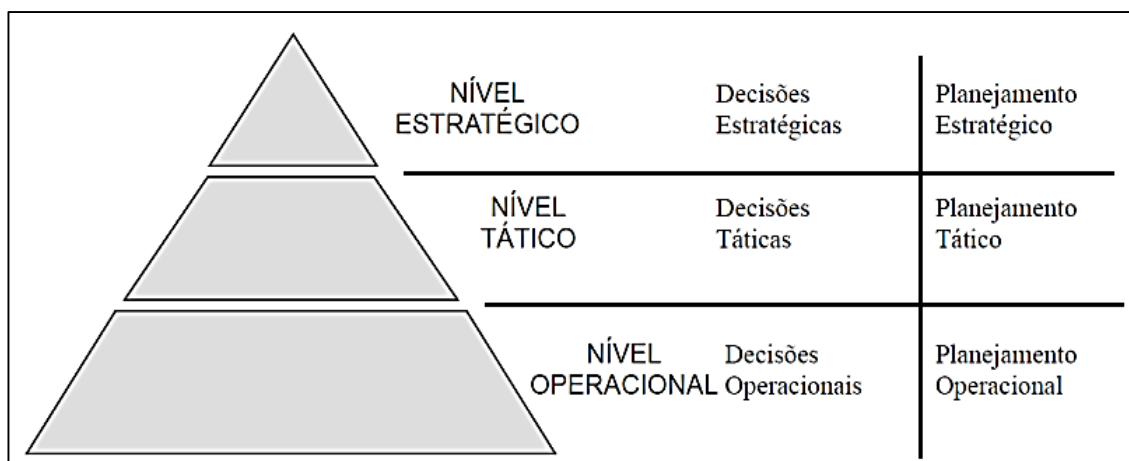 NÍVEL
ESTRATÉGICO
Decisões
Estratégicas
Planejamento
Estratégico
NÍVEL
TÁTICO
Decisões
Táticas
Planejamento
Tático
NÍVEL
OPERACIONAL
Decisões
Operacionais
Planejamento
Operacional